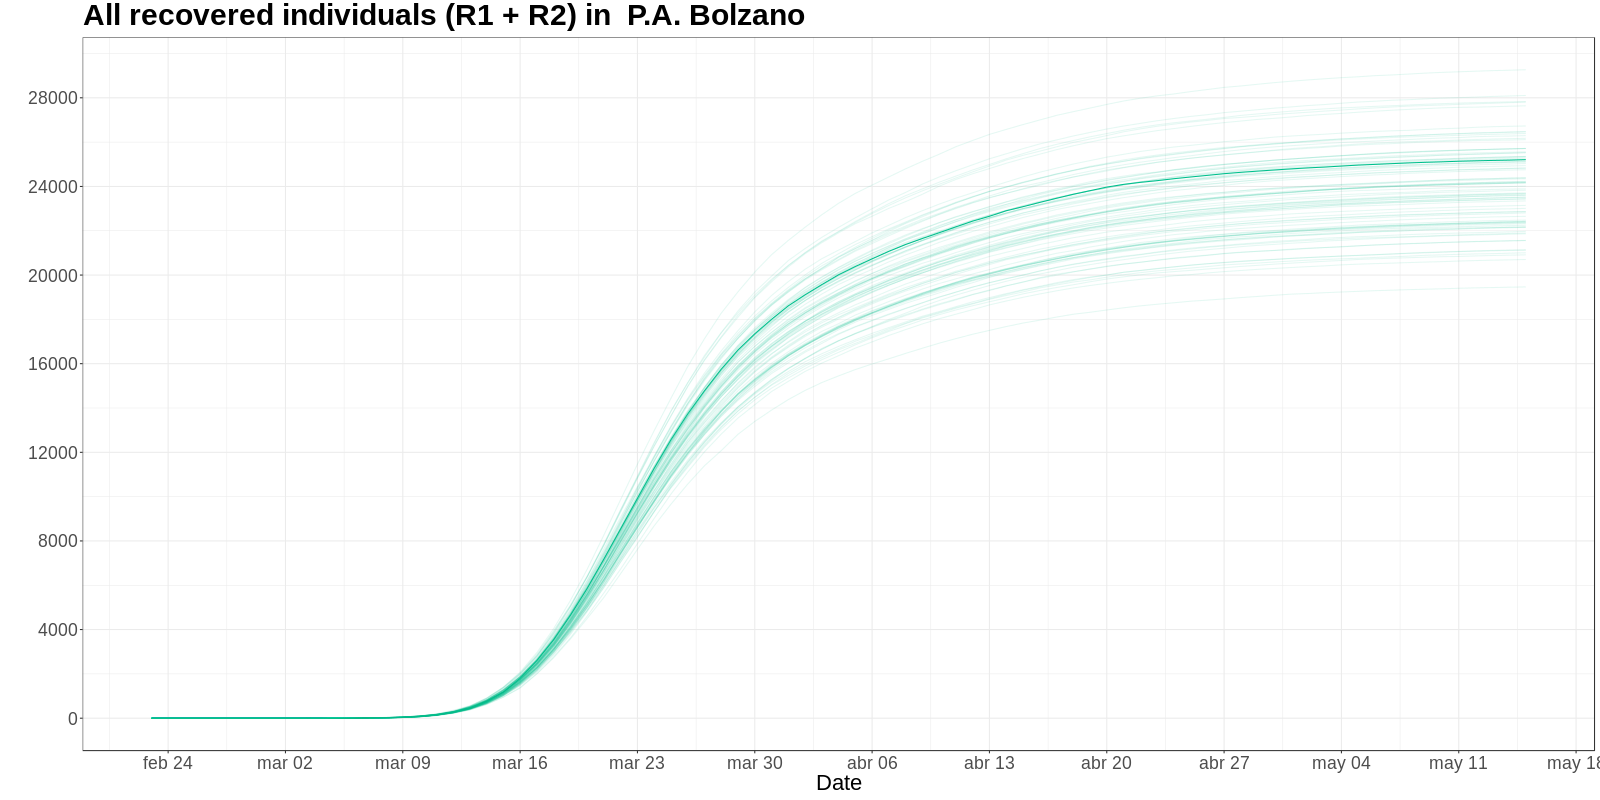 All recovered individuals (R1 + R2) in  P.A. Bolzano
28000
24000
20000
16000
12000
8000
4000
0
feb 24 mar 02 mar 09 mar 16 mar 23 mar 30 abr 06 abr 13 abr 20 abr 27 may 04 may 11 may 18
Date